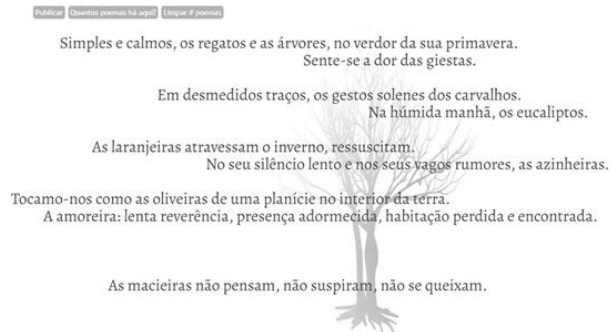 Publicar Quantos poemas há aqui? Limpar # poemas
Simples e calmos, os regatos e as árvores, no verdor da sua primavera.
Sente-se a dor das giestas.
Em desmedidos traços, os gestos solenes dos carvalhos.
Na húmida manhã, os eucaliptos.
As laranjeiras atravessam o inverno, ressuscitam.
No seu silêncio lento e nos seus vagos rumores, as azinheiras.
Tocamo-nos como as oliveiras de uma planície no interior da terra.
A amoreira: lenta reverência, presença adormecida, habitação perdida e encontrada.
As macieiras não pensam, não suspiram, não se queixam.